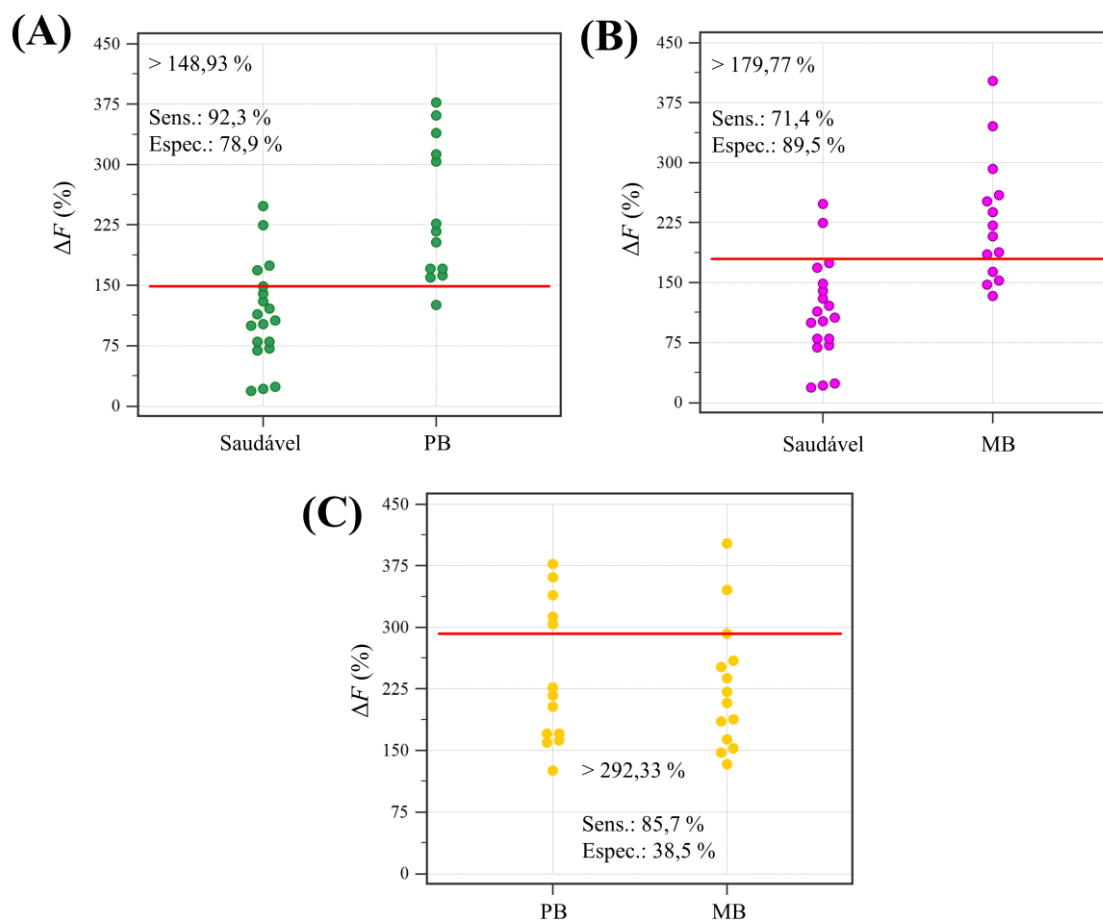 (A)
450
375
300
225
150
75
0
ΔF (%)
> 148,93 %
Sens.: 92,3 %
Espec.: 78,9 %
Saudável PB
(B)
450
375
300
225
150
75
0
ΔF (%)
> 179,77 %
Sens.: 71,4 %
Espec.: 89,5 %
Saudável MB
(C)
450
375
300
225
150
75
0
ΔF (%)
> 292,33 %
Sens.: 85,7 %
Espec.: 38,5 %
PB MB